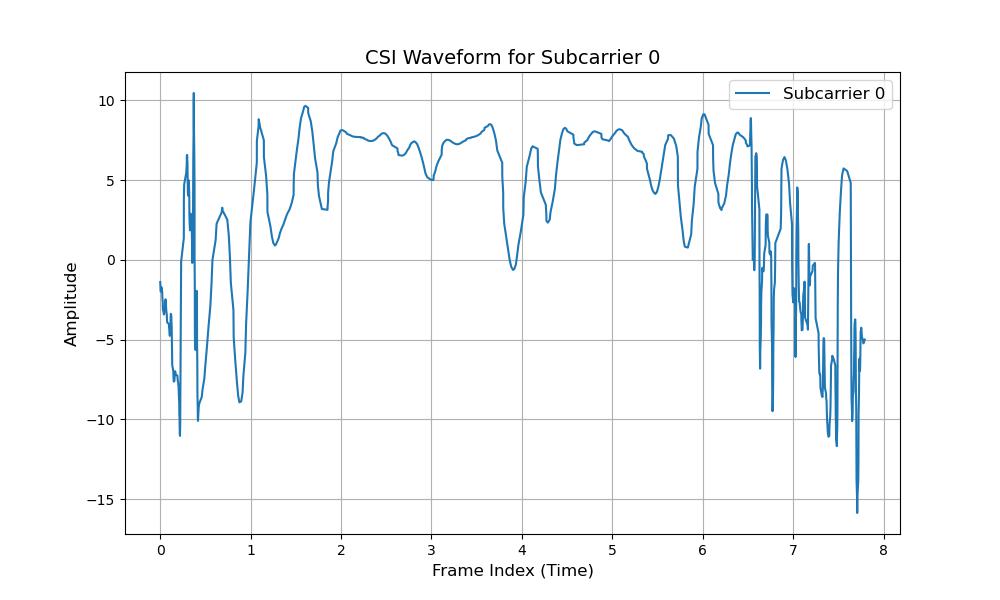 CSI Waveform for Subcarrier 0
Subcarrier 0
Amplitude
10
5
0
−5
−10
−15
0 1 2 3 4 5 6 7 8
Frame Index (Time)